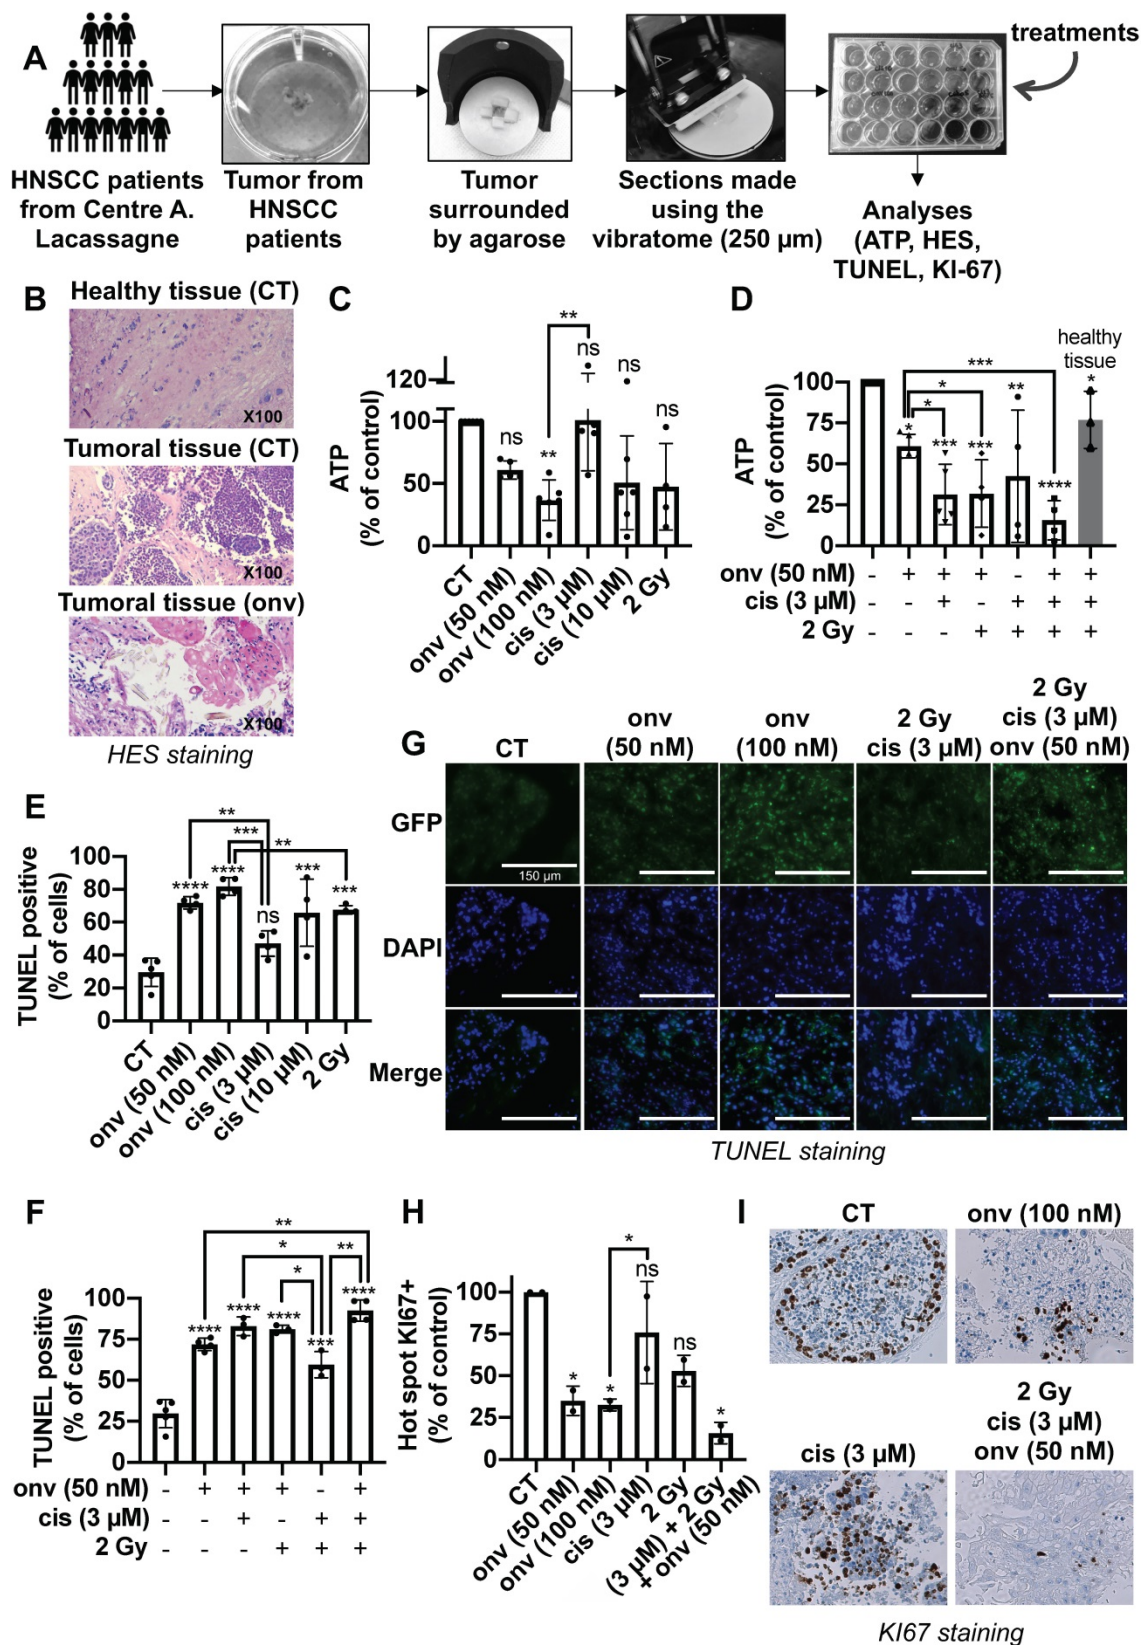 A
treatments
HNSCC patients
from Centre A.
Lacassagne
Tumor from
HNSCC
patients
Tumor
surrounded
by agarose
Sections made
using the
vibratome (250 µm)
Analyses
(ATP, HES,
TUNEL, KI-67)
B
Healthy tissue (CT)
X100
Tumoral tissue (CT)
X100
Tumoral tissue (onv)
X100
HES staining
C
ATP
(% of control)
120
100
50
0
**
ns
**
ns
ns
ns
CT
onv (50 nM)
onv (100 nM)
cis (3 µM)
cis (10 µM)
2 Gy
D
ATP
(% of control)
100
75
50
25
0
healthy
tissue
***
*
*
*
***
***
**
****
*
onv (50 nM) - + + + - + +
cis (3 µM) - - + - + + +
2 Gy - - - + + + +
E
TUNEL positive
(% of cells)
100
80
60
40
20
0
**
***
**
****
****
ns
***
***
CT
onv (50 nM)
onv (100 nM)
cis (3 µM)
cis (10 µM)
2 Gy
G
CT
onv
(50 nM)
onv
(100 nM)
2 Gy
cis (3 µM)
2 Gy
cis (3 µM)
onv (50 nM)
GFP
150 µm
DAPI
Merge
TUNEL staining
F
TUNEL positive
(% of cells)
100
75
50
25
0
**
*
**
*
****
****
****
***
****
onv (50 nM) - + + + - +
cis (3 µM) - - + - + +
2 Gy - - - + + +
H
Hot spot KI67+
(% of control)
100
75
50
25
0
*
*
*
ns
ns
*
CT
onv (50 nM)
onv (100 nM)
cis (3 µM)
2 Gy
(3 µM) + 2 Gy
+ onv (50 nM)
I
CT
onv (100 nM)
cis (3 µM)
2 Gy
cis (3 µM)
onv (50 nM)
KI67 staining